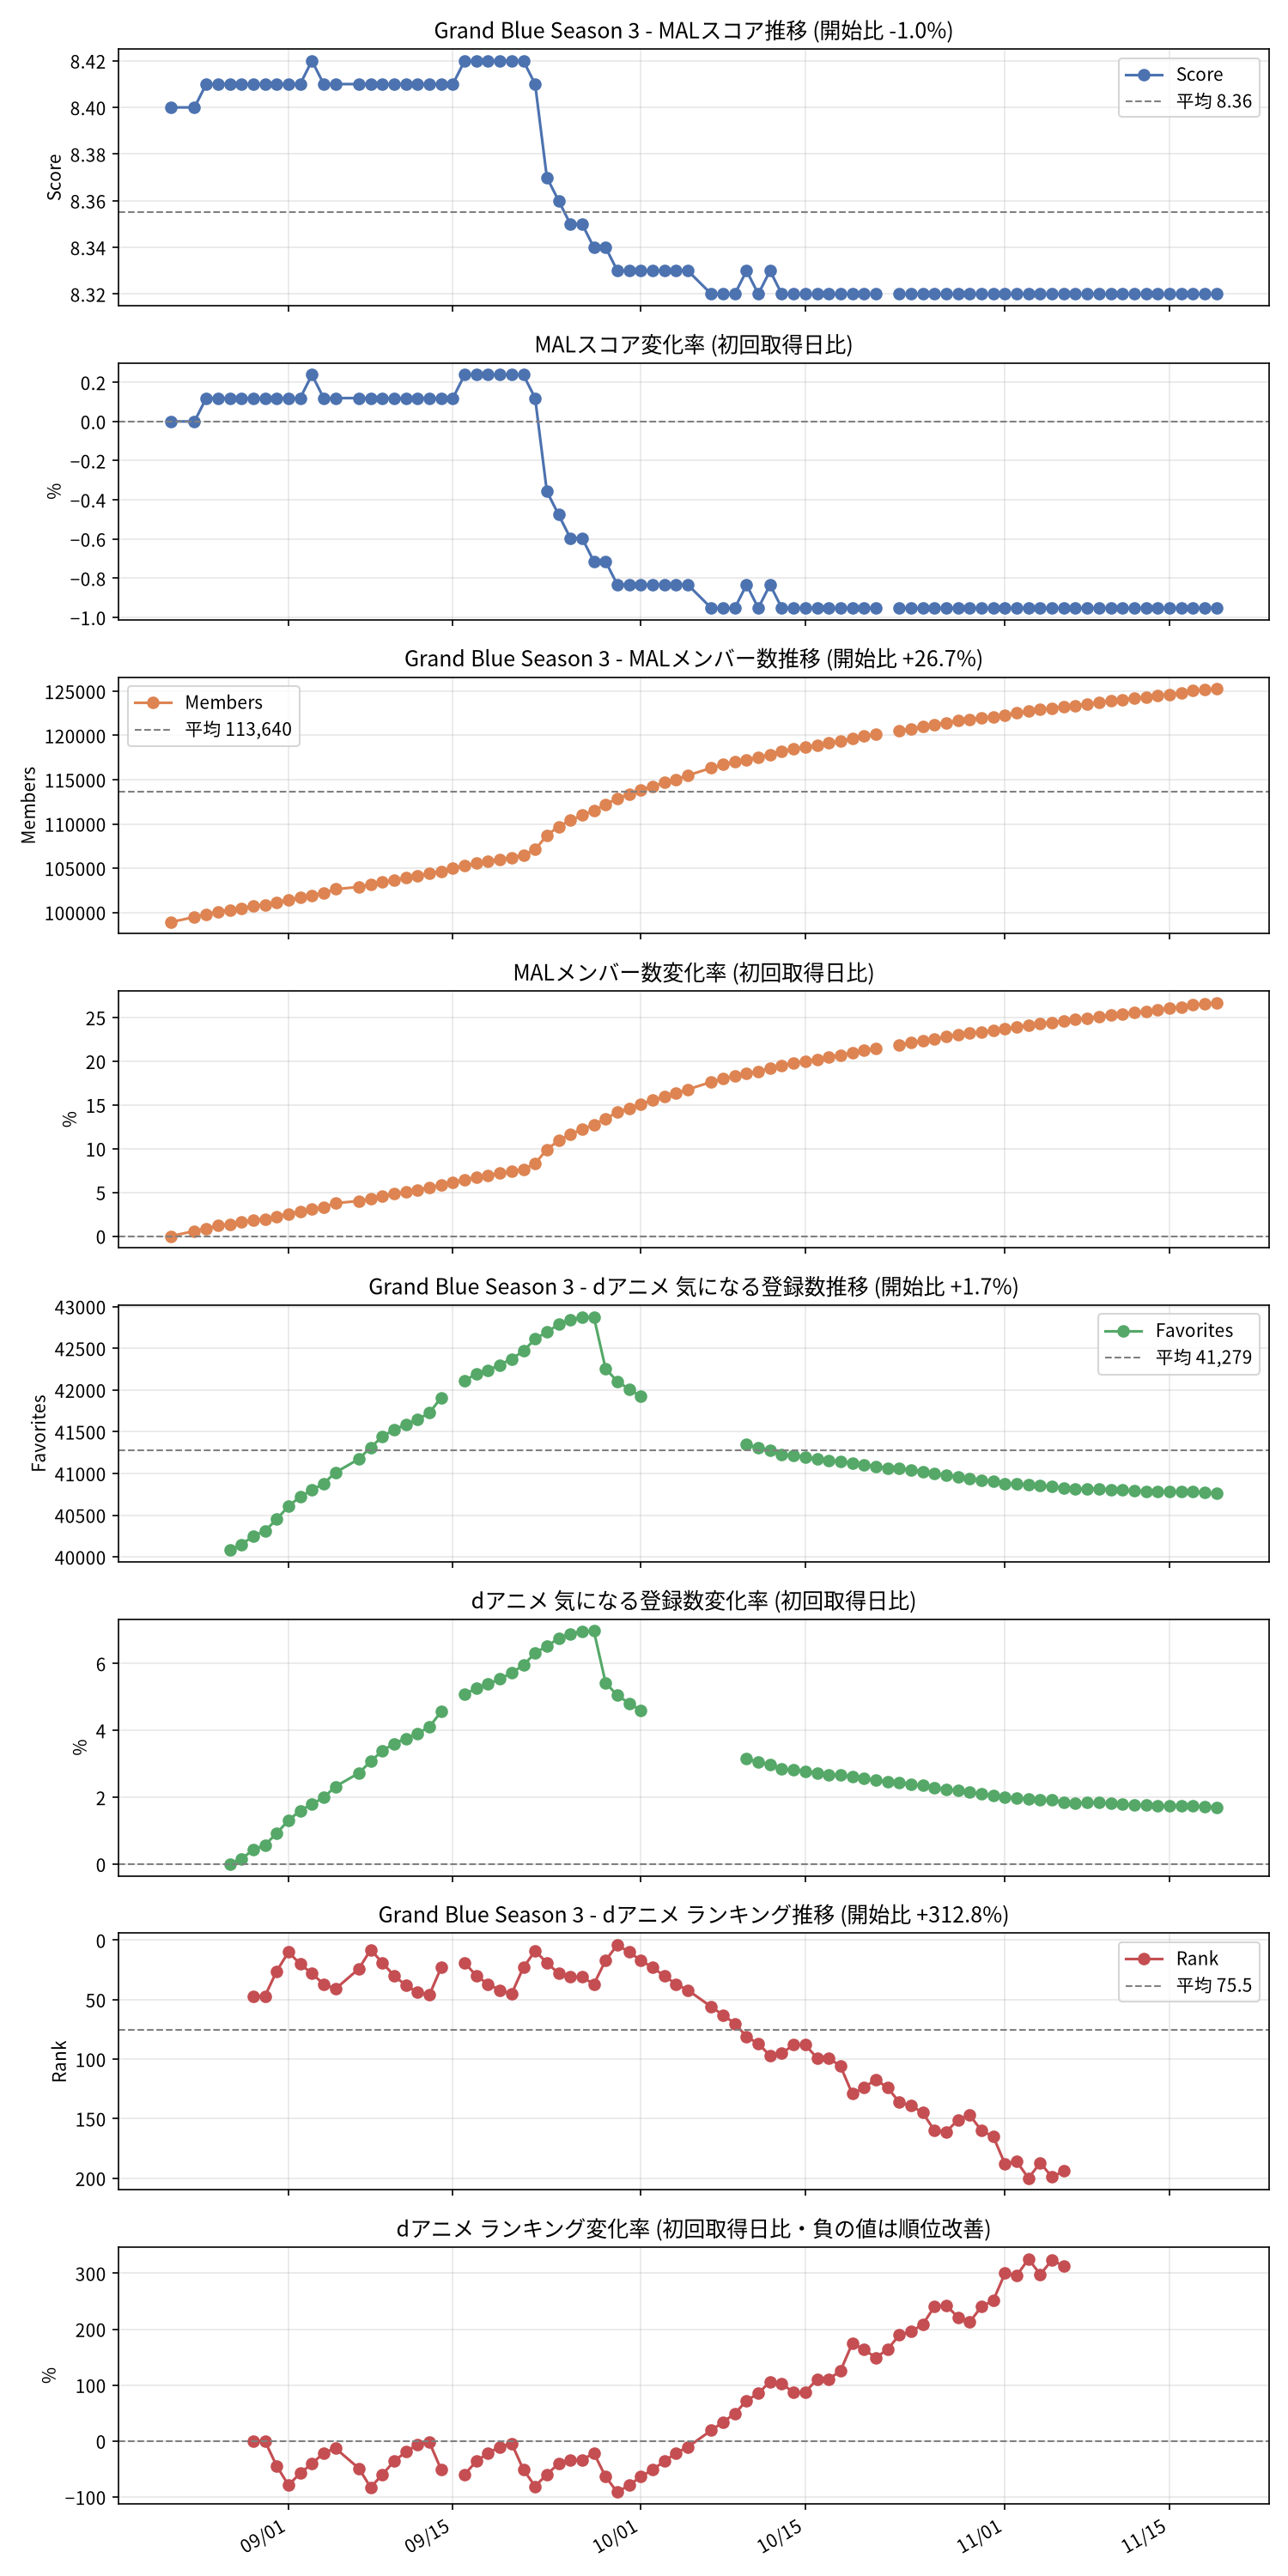 Grand Blue Season 3 - MALスコア推移 (開始比 -1.0%)
8.42
8.40
8.38
8.36
8.34
8.32
Score
Score
平均 8.36
MALスコア変化率 (初回取得日比)
0.2
0.0
−0.2
−0.4
−0.6
−0.8
−1.0
%
Grand Blue Season 3 - MALメンバー数推移 (開始比 +26.7%)
125000
120000
115000
110000
105000
100000
Members
Members
平均 113,640
MALメンバー数変化率 (初回取得日比)
25
20
15
10
5
0
%
Grand Blue Season 3 - dアニメ 気になる登録数推移 (開始比 +1.7%)
43000
42500
42000
41500
41000
40500
40000
Favorites
Favorites
平均 41,279
dアニメ 気になる登録数変化率 (初回取得日比)
6
4
2
0
%
Grand Blue Season 3 - dアニメ ランキング推移 (開始比 +312.8%)
0
50
100
150
200
Rank
Rank
平均 75.5
dアニメ ランキング変化率 (初回取得日比・負の値は順位改善)
300
200
100
0
−100
%
09/01
09/15
10/01
10/15
11/01
11/15